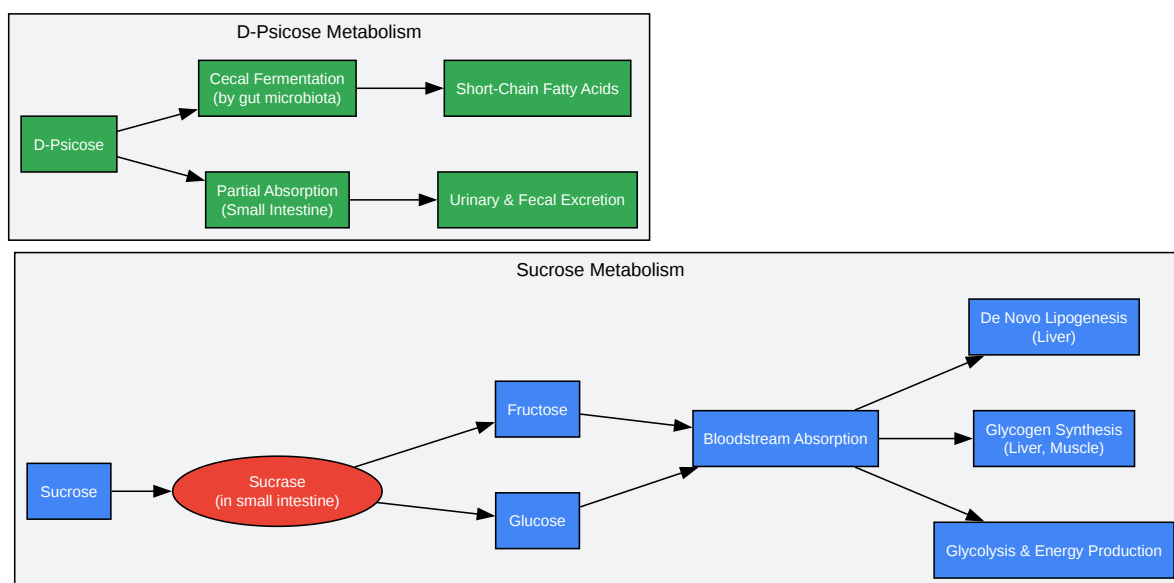 D-Psicose Metabolism
Cecal Fermentation
(by gut microbiota)
Short-Chain Fatty Acids
D-Psicose
Partial Absorption
(Small Intestine)
Urinary & Fecal Excretion
Sucrose Metabolism
De Novo Lipogenesis
(Liver)
Fructose
Bloodstream Absorption
Glycogen Synthesis
(Liver, Muscle)
Sucrose
Sucrase
(in small intestine)
Glucose
Glycolysis & Energy Production